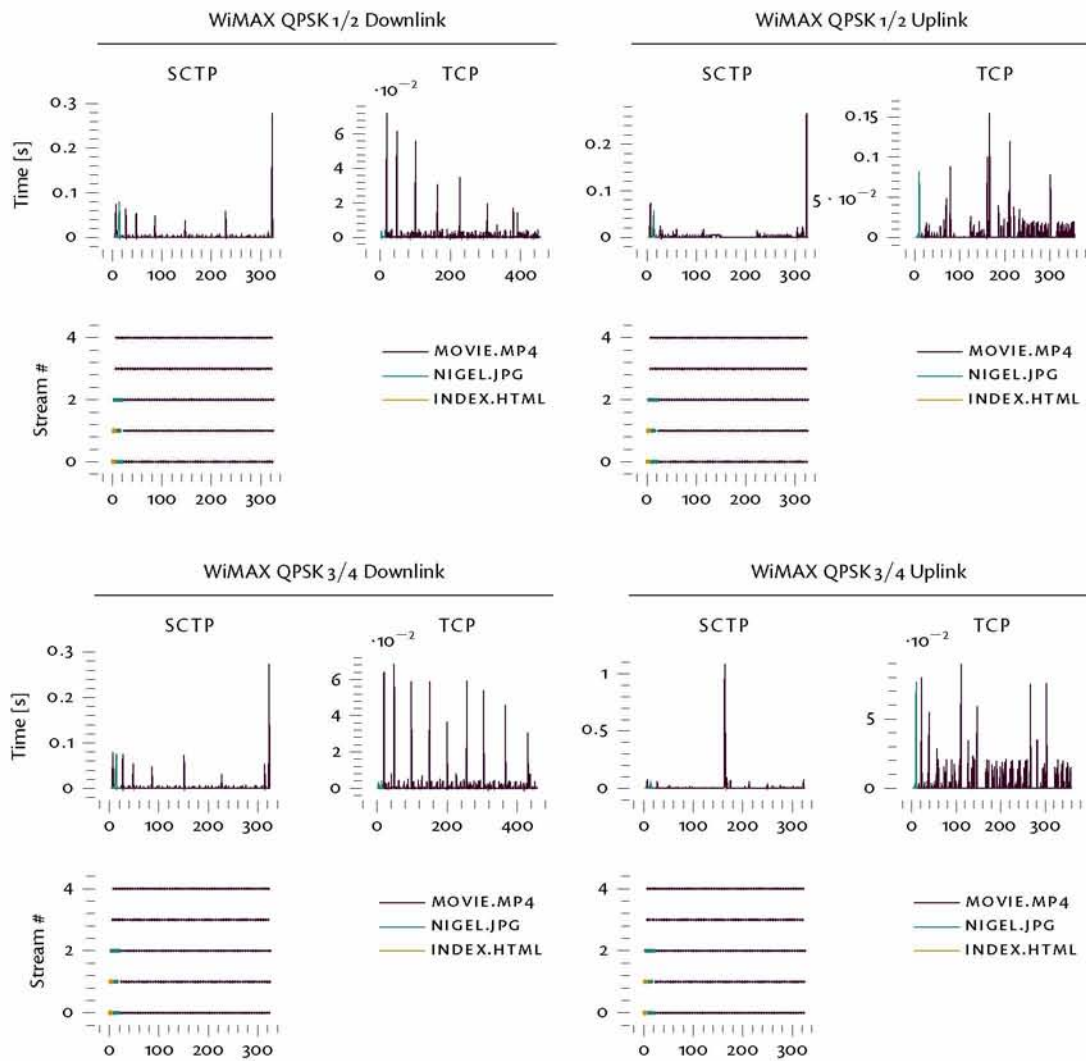 WiMAX QPSK 1/2 Downlink
WiMAX QPSK 1/2 Uplink
SCTP
TCP
SCTP
TCP
Time [s]
0.3
0.2
0.1
0
0 100 200 300
·10−2
6
4
2
0
0 200 400
0.2
0.1
0
0 100 200 300
0.15
0.1
5 · 10−2
0
0 100 200 300
Stream #
4
2
0
0 100 200 300
MOVIE.MP4
NIGEL.JPG
INDEX.HTML
4
2
0
0 100 200 300
MOVIE.MP4
NIGEL.JPG
INDEX.HTML
WiMAX QPSK 3/4 Downlink
WiMAX QPSK 3/4 Uplink
SCTP
TCP
SCTP
TCP
Time [s]
0.3
0.2
0.1
0
0 100 200 300
·10−2
6
4
2
0
0 200 400
1
0.5
0
0 100 200 300
·10−2
5
0
0 100 200 300
Stream #
4
2
0
0 100 200 300
MOVIE.MP4
NIGEL.JPG
INDEX.HTML
4
2
0
0 100 200 300
MOVIE.MP4
NIGEL.JPG
INDEX.HTML